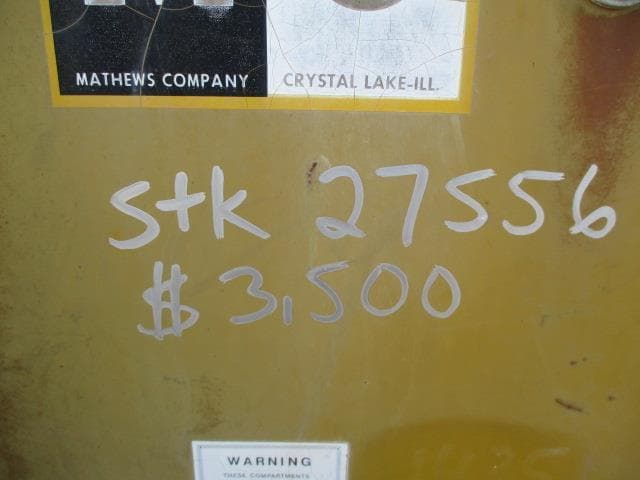 MATHEWS COMPANY CRYSTAL LAKE-ILL.
stk 27556
$3,500
WARNING
THESE COMPARTMENTS